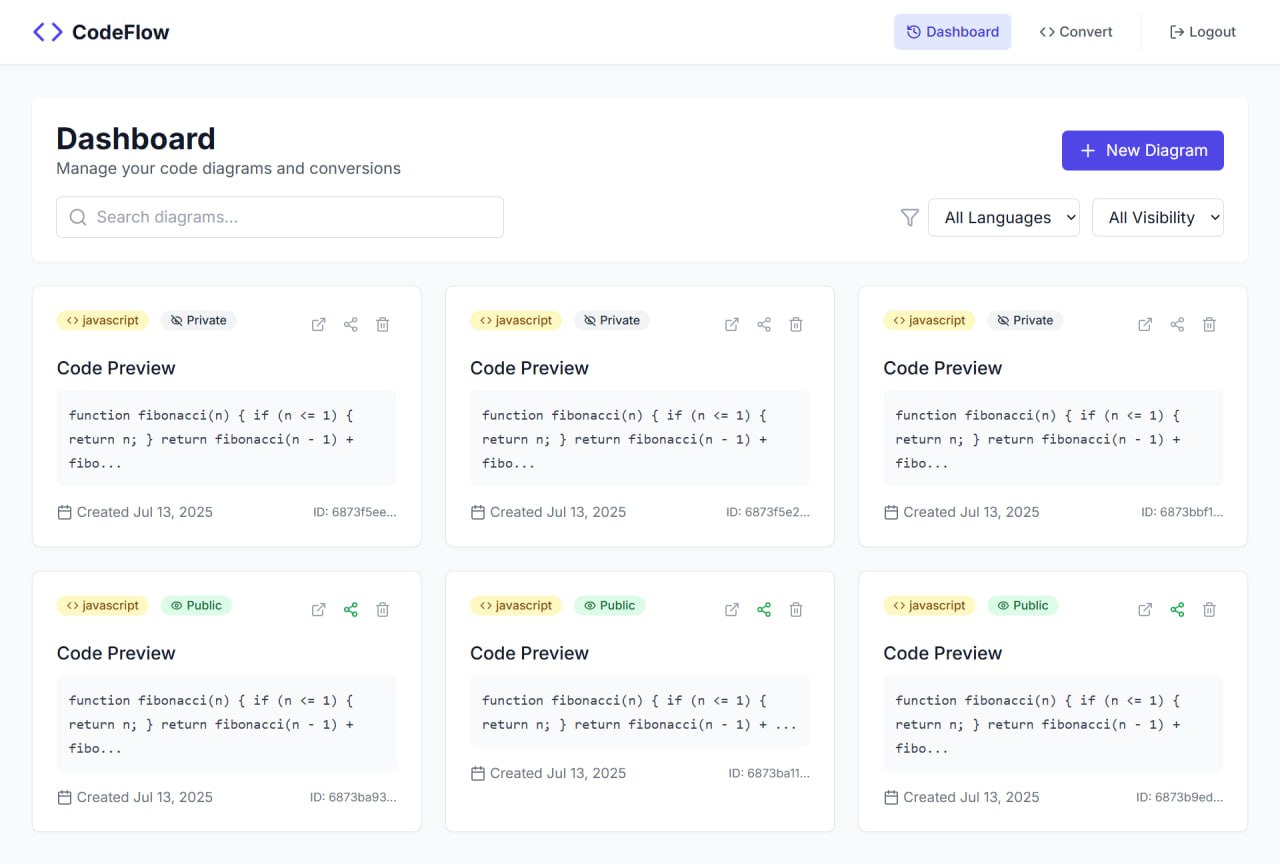 CodeFlow
Dashboard
Convert
Logout
Dashboard
Manage your code diagrams and conversions
New Diagram
Search diagrams...
All Languages
All Visibility
javascript
Private
Code Preview
function fibonacci(n) { if (n <= 1) {
return n; } return fibonacci(n - 1) +
fibo...
Created Jul 13, 2025
ID: 6873f5ee...
javascript
Private
Code Preview
function fibonacci(n) { if (n <= 1) {
return n; } return fibonacci(n - 1) +
fibo...
Created Jul 13, 2025
ID: 6873f5e2...
javascript
Private
Code Preview
function fibonacci(n) { if (n <= 1) {
return n; } return fibonacci(n - 1) +
fibo...
Created Jul 13, 2025
ID: 6873bbf1...
javascript
Public
Code Preview
function fibonacci(n) { if (n <= 1) {
return n; } return fibonacci(n - 1) +
fibo...
Created Jul 13, 2025
ID: 6873ba93...
javascript
Public
Code Preview
function fibonacci(n) { if (n <= 1) {
return n; } return fibonacci(n - 1) + ...
Created Jul 13, 2025
ID: 6873ba11...
javascript
Public
Code Preview
function fibonacci(n) { if (n <= 1) {
return n; } return fibonacci(n - 1) +
fibo...
Created Jul 13, 2025
ID: 6873b9ed...